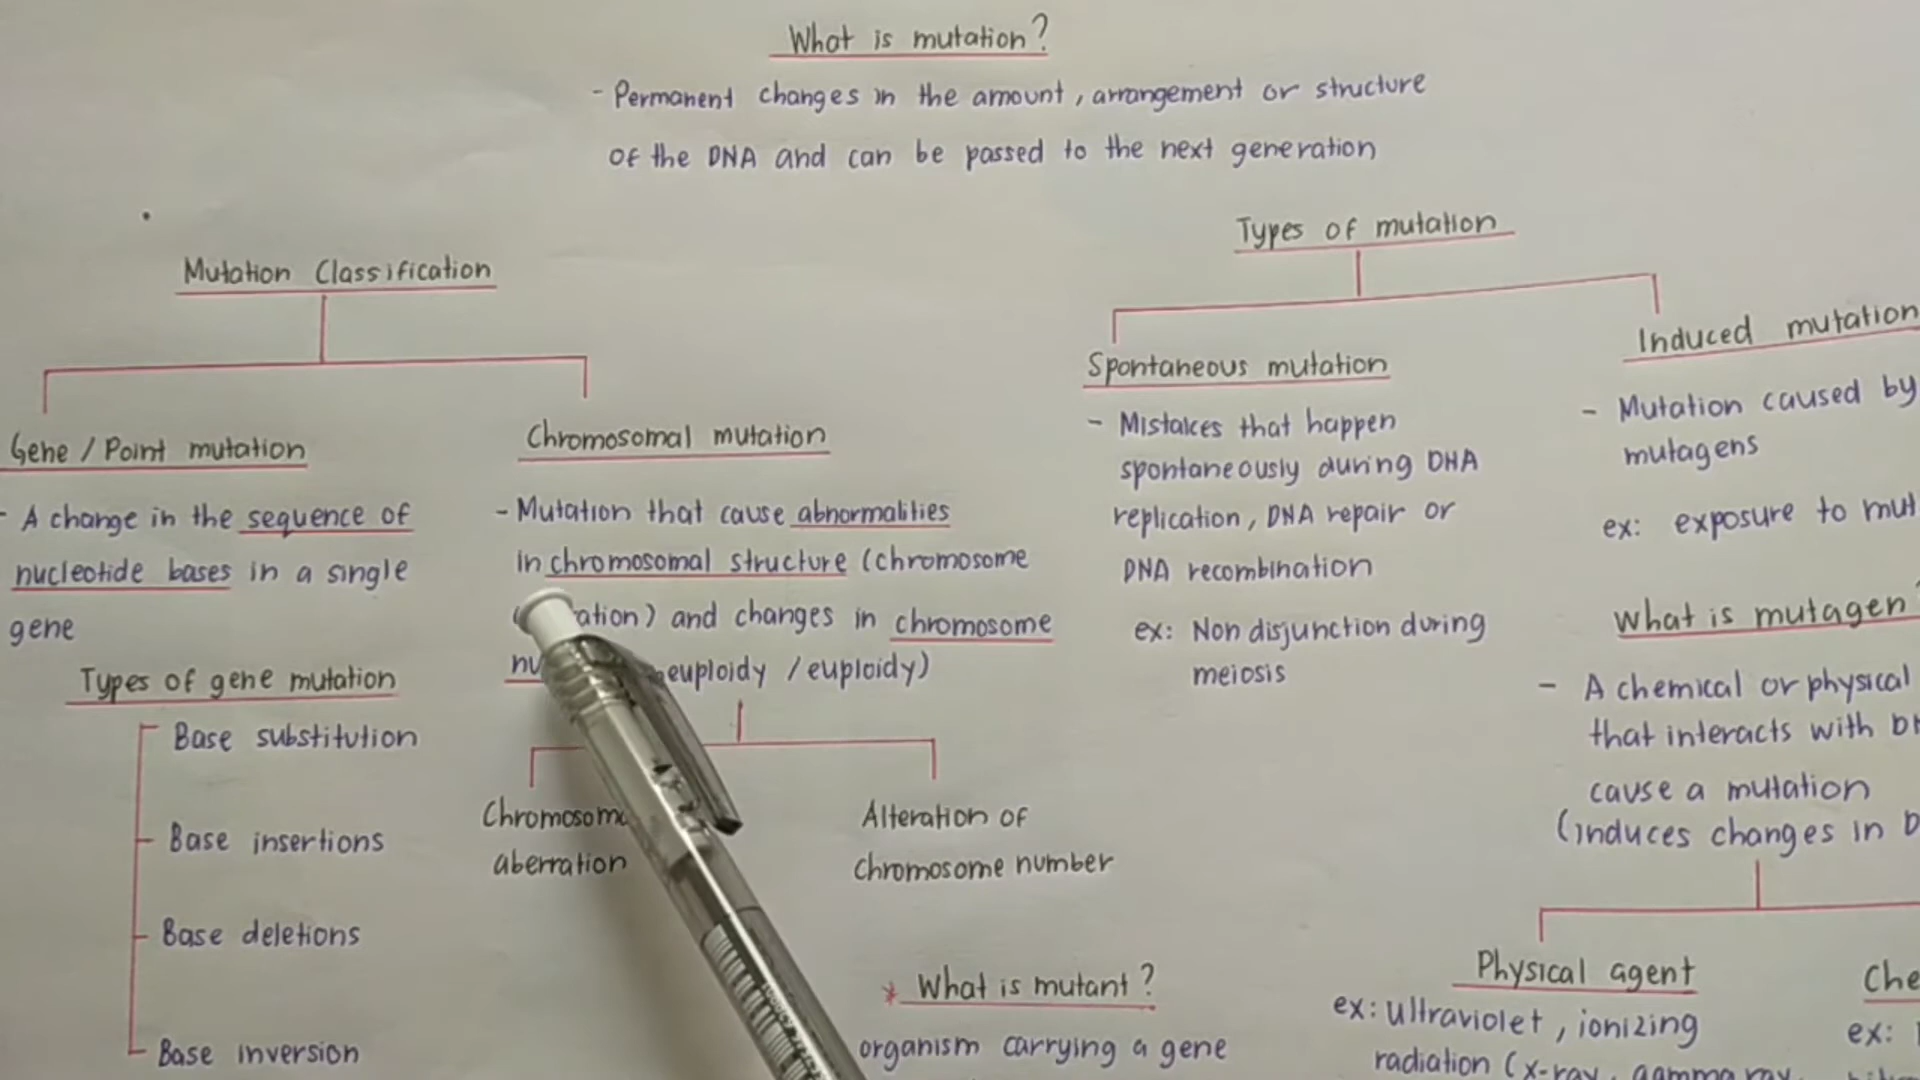 What is mutation?
- Permanent changes in the amount, arrangement or structure
of the DNA and can be passed to the next generation
Mutation Classification
Gene / Point mutation
- A change in the sequence of
nucleotide bases in a single
gene
Types of gene mutation
Base substitution
Base insertions
Base deletions
Base inversion
Chromosomal mutation
- Mutation that cause abnormalities
in chromosomal structure (chromosome
ation) and changes in chromosome
euploidy / euploidy)
Chromosoma
aberration
Alteration of
chromosome number
* What is mutant?
organism carrying a gene
Types of mutation
Spontaneous mutation
- Mistakes that happen
spontaneously during DNA
replication, DNA repair or
DNA recombination
ex: Non disjunction during
meiosis
Induced mutation
- Mutation caused by
mutagens
ex: exposure to mut
What is mutagen?
- A chemical or physical
that interacts with
cause a mutation
(induces changes in
Physical agent
ex: ultraviolet, ionizing
radiation (x-ray, gamma ray,
Che
ex: